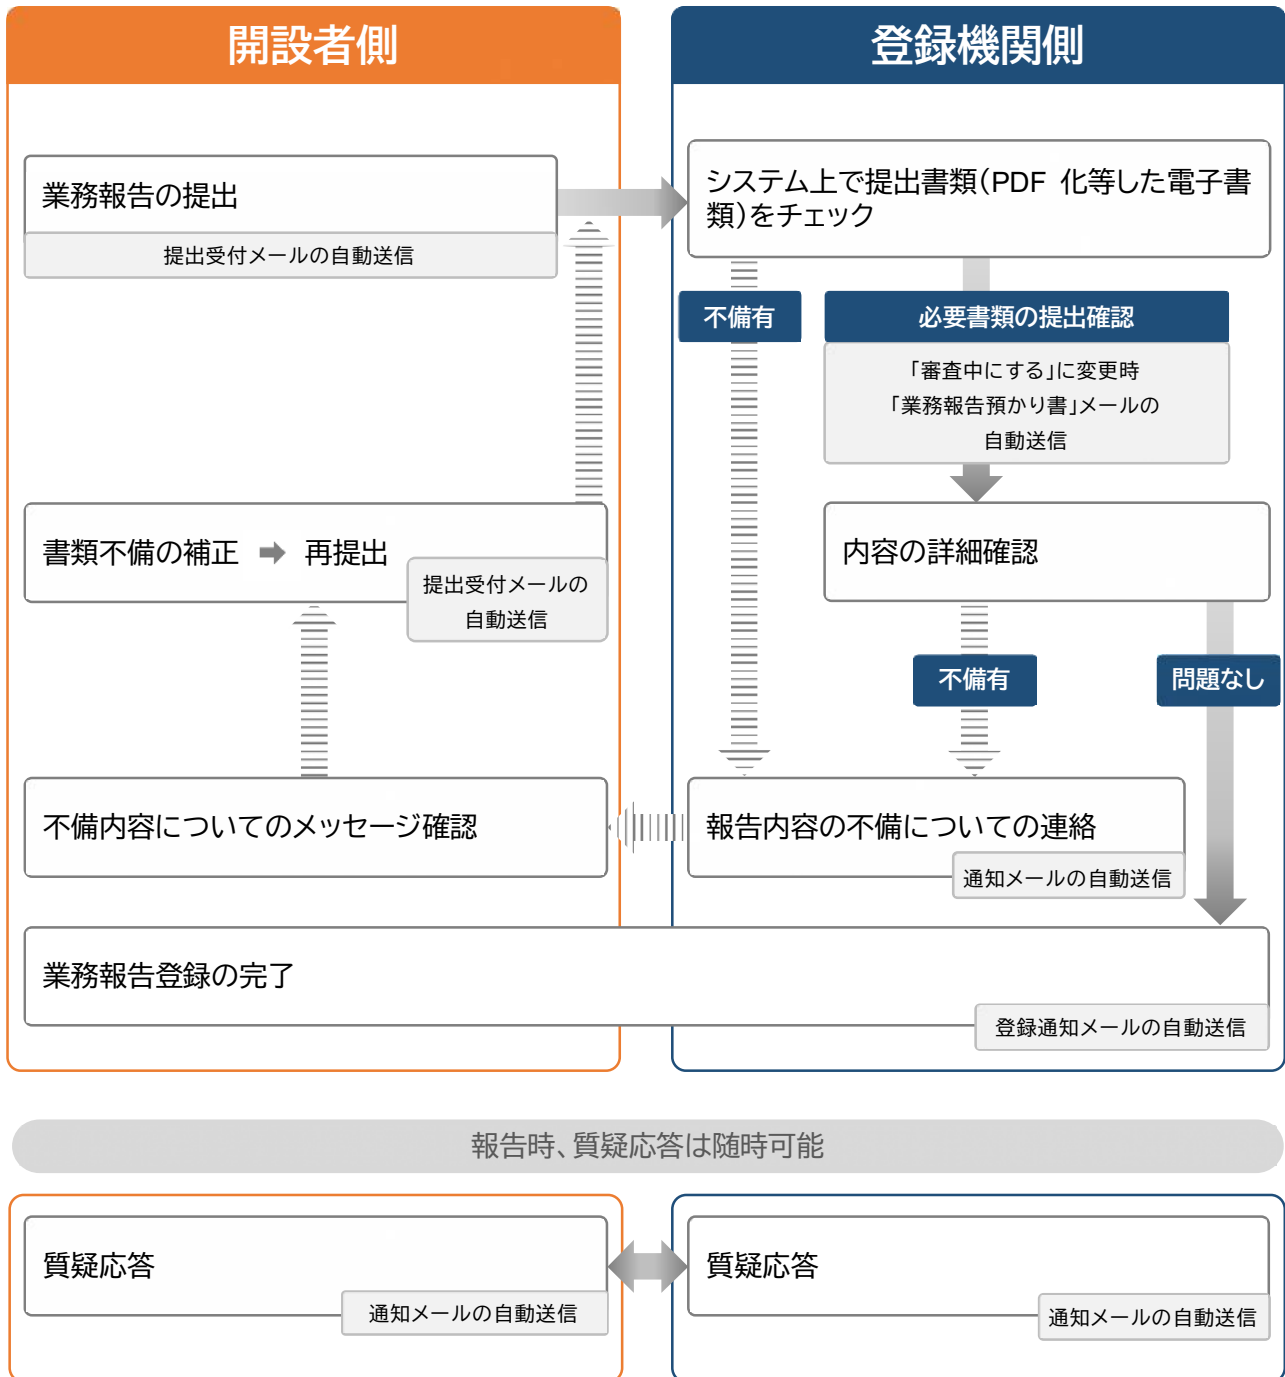 開設者側
登録機関側
業務報告の提出
提出受付メールの自動送信
システム上で提出書類（PDF 化等した電子書
類）をチェック
不備有
必要書類の提出確認
「審査中にする」に変更時
「業務報告預かり書」メールの
自動送信
書類不備の補正 ➡ 再提出
提出受付メールの
自動送信
内容の詳細確認
不備有
問題なし
不備内容についてのメッセージ確認
報告内容の不備についての連絡
通知メールの自動送信
業務報告登録の完了
登録通知メールの自動送信
報告時、質疑応答は随時可能
質疑応答
通知メールの自動送信
質疑応答
通知メールの自動送信